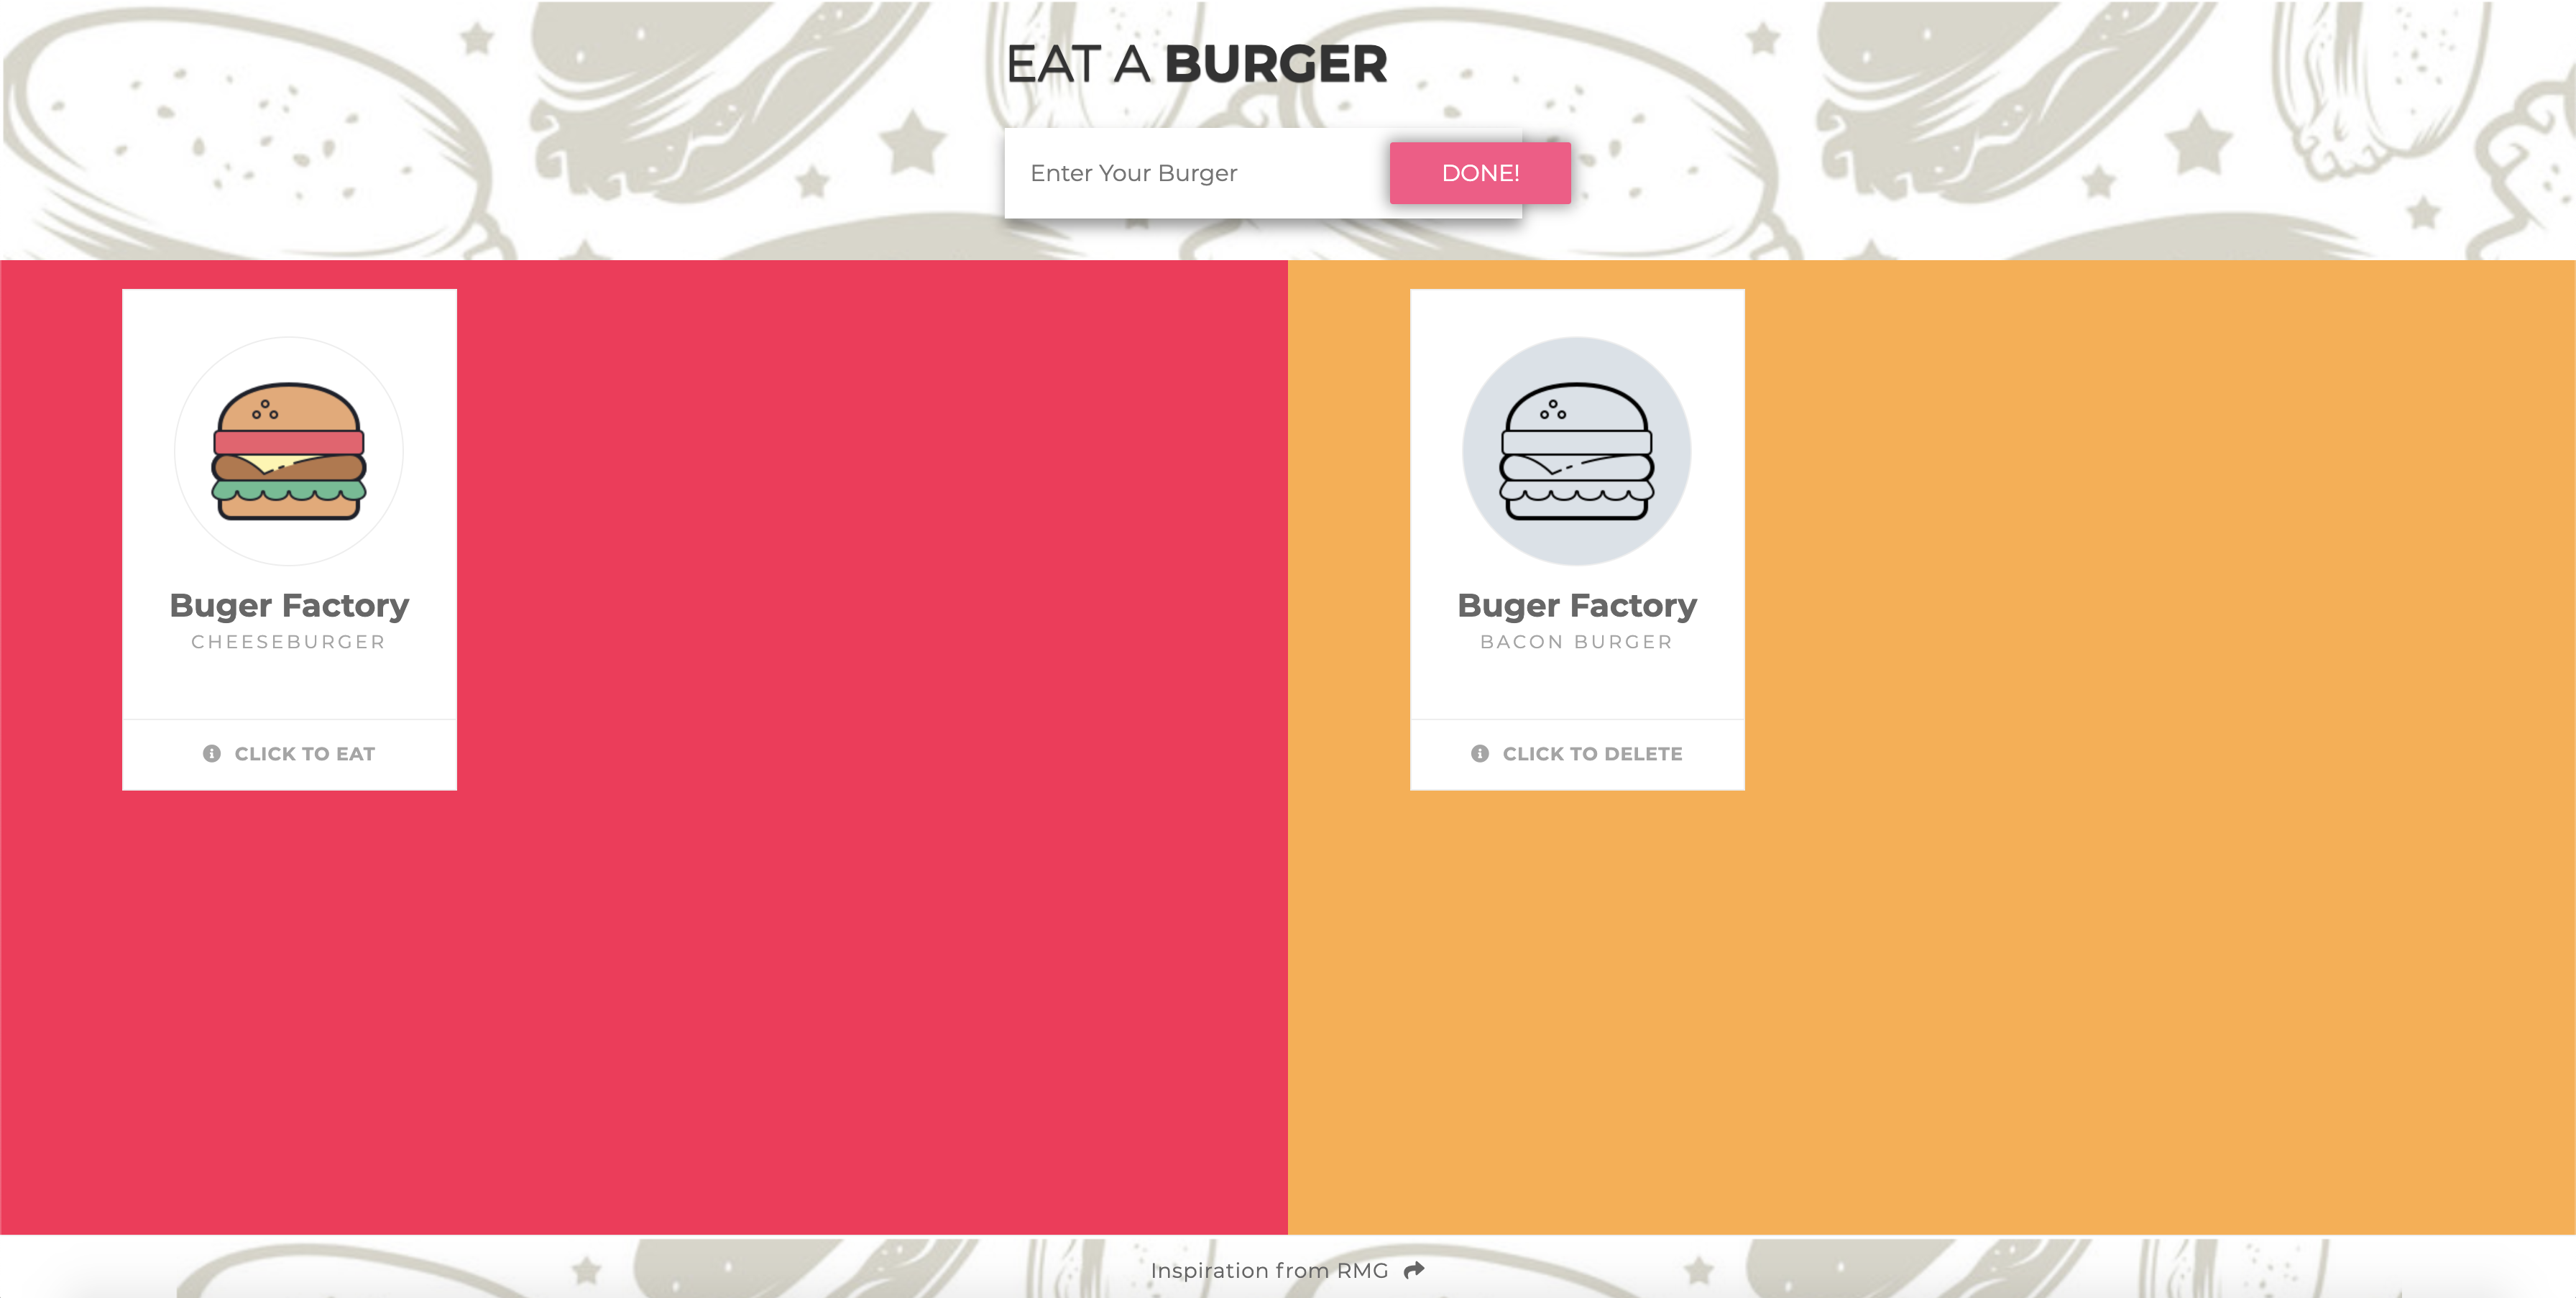 EAT A BURGER
Enter Your Burger
DONE!
Buger Factory
CHEESEBURGER
CLICK TO EAT
Buger Factory
BACON BURGER
CLICK TO DELETE
Inspiration from RMG